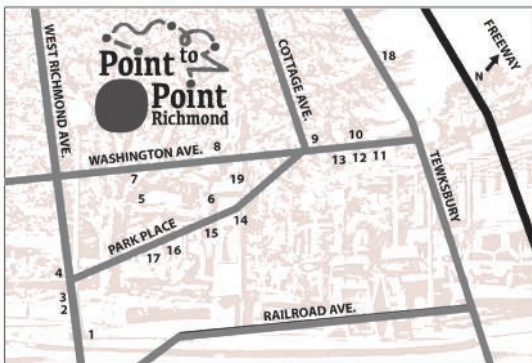 WEST RICHMOND AVE.
Point to
Point
Richmond
COTTAGE AVE.
18
FREEWAY
N
WASHINGTON AVE.
8
9
10
7
19
13 12 11
5
6
TEWKSBURY
14
PARK PLACE
15
16
17
4
3
2
RAILROAD AVE.
1